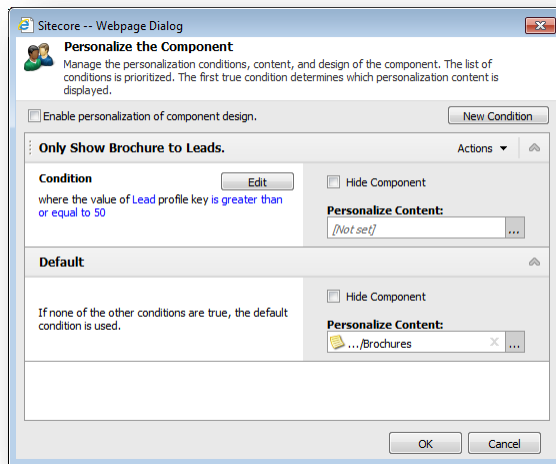 Sitecore -- Webpage Dialog
Personalize the Component
Manage the personalization conditions, content, and design of the component. The list of
conditions is prioritized. The first true condition determines which personalization content is
displayed.
Enable personalization of component design.
New Condition
Only Show Brochure to Leads.
Actions
Condition
Edit
where the value of Lead profile key is greater than
or equal to 50
Hide Component
Personalize Content:
[Not set]
...
Default
If none of the other conditions are true, the default
condition is used.
Hide Component
Personalize Content:
.../Brochures
...
OK
Cancel